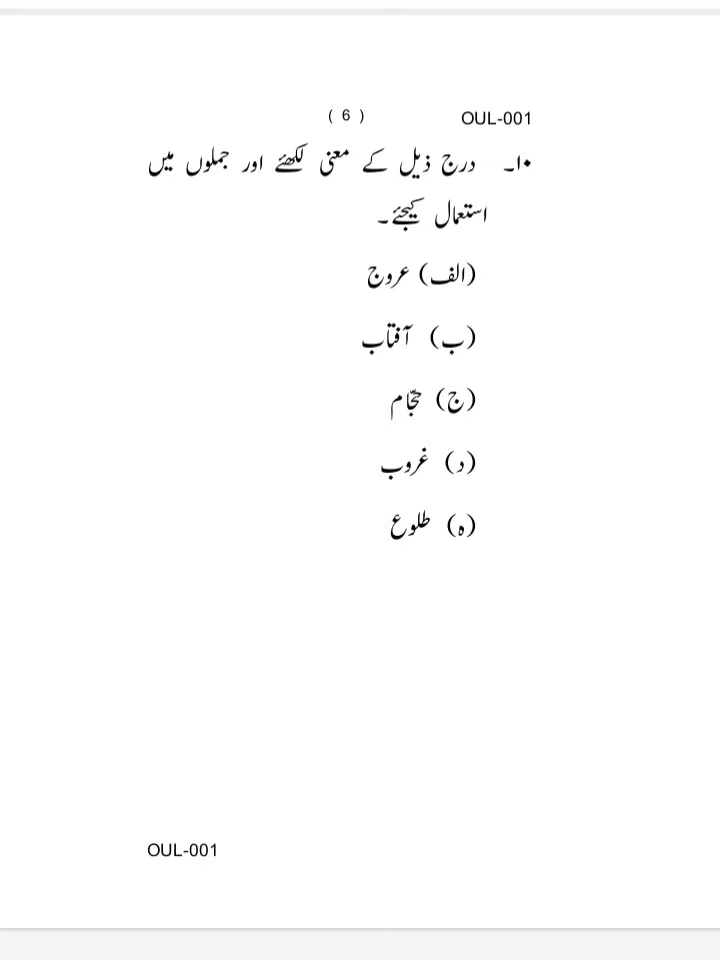 ( 6 ) OUL-001
۱۰۔ درج ذیل کے معنی لکھئے اور جملوں میں
استعمال کیجئے۔
(الف) عروج
(ب) آفتاب
(ج) حجّام
(د) غروب
(ہ) طلوع
OUL-001